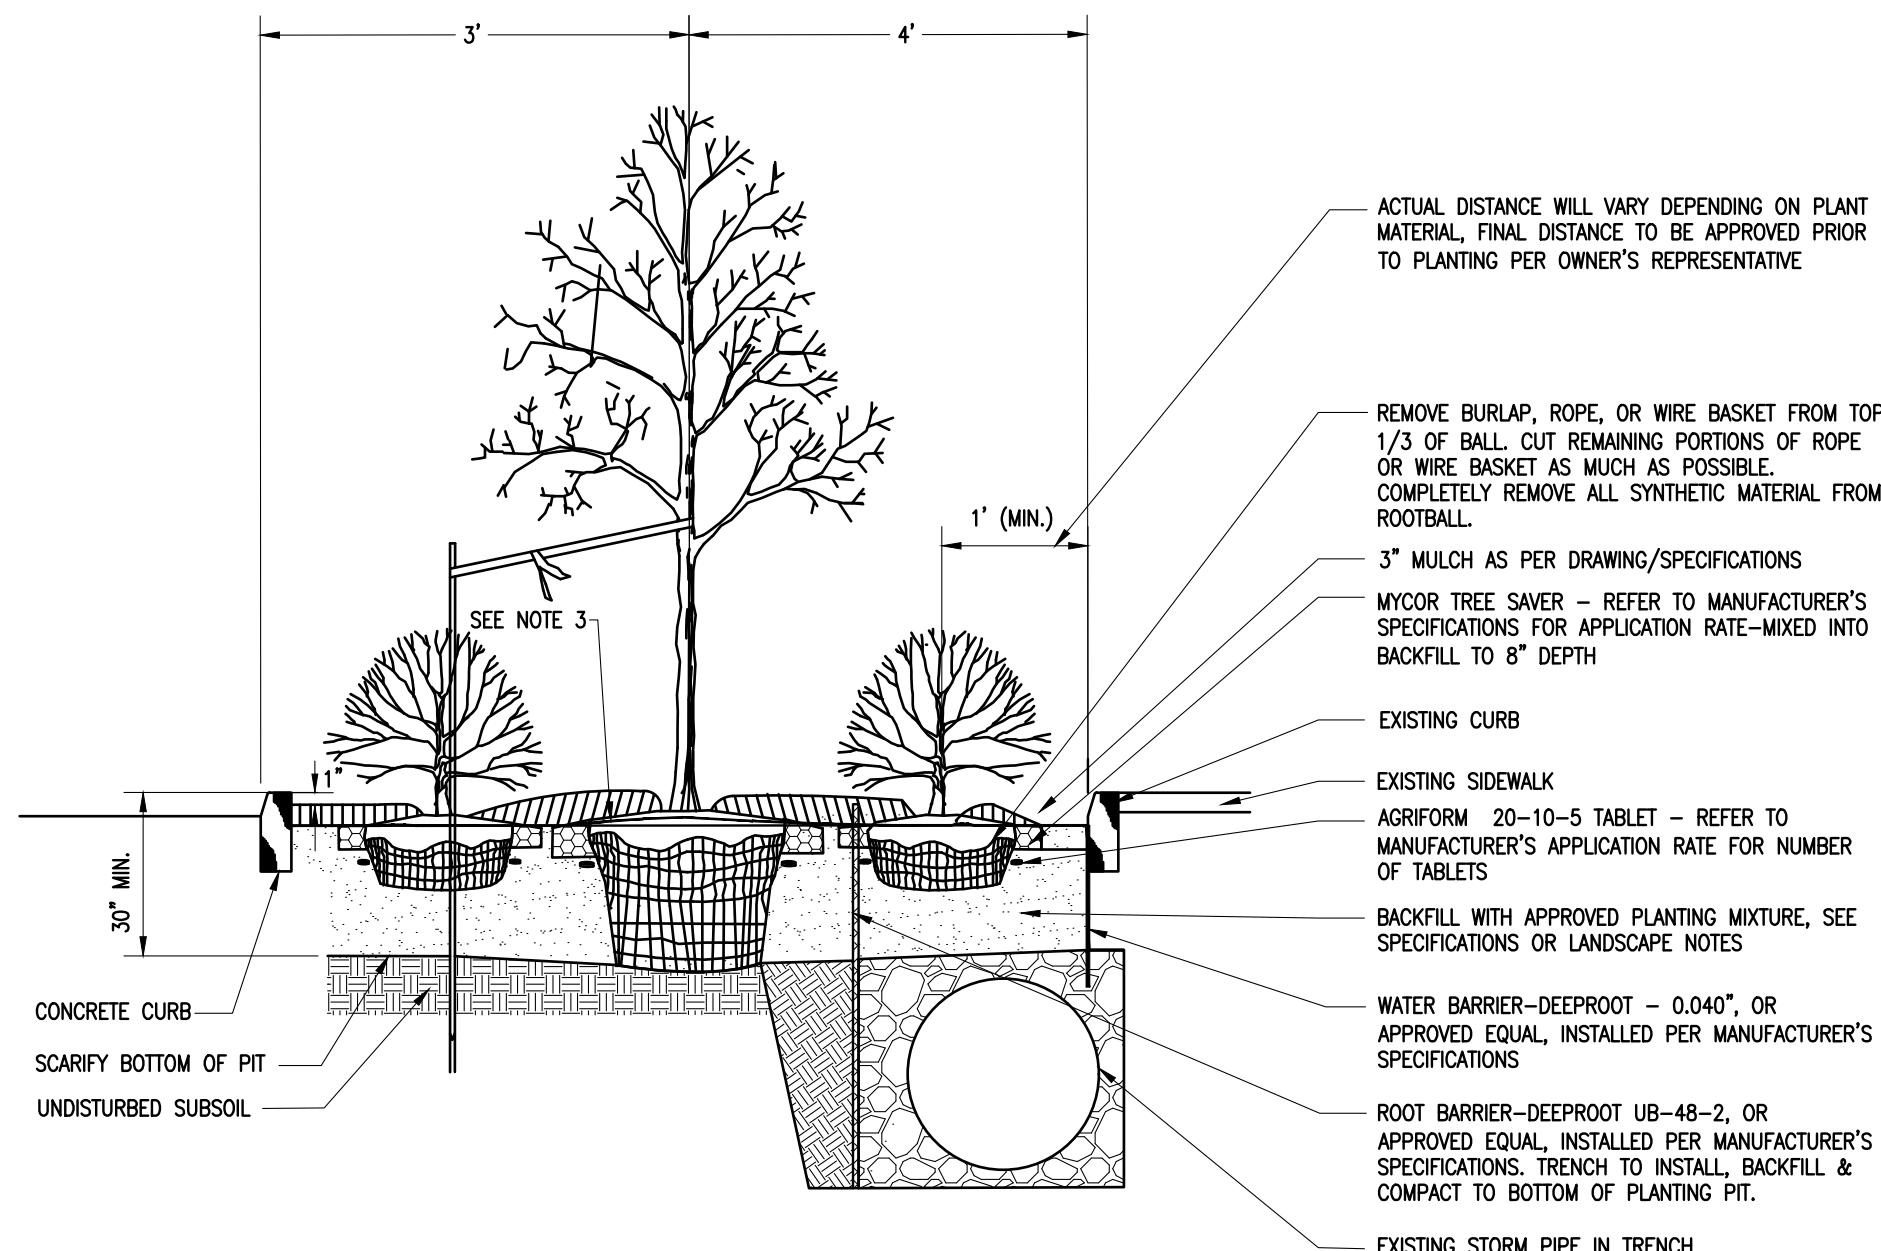 3' 4'
ACTUAL DISTANCE WILL VARY DEPENDING ON PLANT
MATERIAL, FINAL DISTANCE TO BE APPROVED PRIOR
TO PLANTING PER OWNER'S REPRESENTATIVE
REMOVE BURLAP, ROPE, OR WIRE BASKET FROM TOP
1/3 OF BALL. CUT REMAINING PORTIONS OF ROPE
OR WIRE BASKET AS MUCH AS POSSIBLE.
COMPLETELY REMOVE ALL SYNTHETIC MATERIAL FROM
ROOTBALL.
1' (MIN.)
3" MULCH AS PER DRAWING/SPECIFICATIONS
MYCOR TREE SAVER – REFER TO MANUFACTURER'S
SPECIFICATIONS FOR APPLICATION RATE–MIXED INTO
BACKFILL TO 8" DEPTH
SEE NOTE 3
EXISTING CURB
EXISTING SIDEWALK
1"
AGRIFORM 20–10–5 TABLET – REFER TO
MANUFACTURER'S APPLICATION RATE FOR NUMBER
OF TABLETS
30" MIN.
BACKFILL WITH APPROVED PLANTING MIXTURE, SEE
SPECIFICATIONS OR LANDSCAPE NOTES
CONCRETE CURB
SCARIFY BOTTOM OF PIT
UNDISTURBED SUBSOIL
WATER BARRIER–DEEPROOT – 0.040", OR
APPROVED EQUAL, INSTALLED PER MANUFACTURER'S
SPECIFICATIONS
ROOT BARRIER–DEEPROOT UB–48–2, OR
APPROVED EQUAL, INSTALLED PER MANUFACTURER'S
SPECIFICATIONS. TRENCH TO INSTALL, BACKFILL &
COMPACT TO BOTTOM OF PLANTING PIT.
EXISTING STORM PIPE IN TRENCH